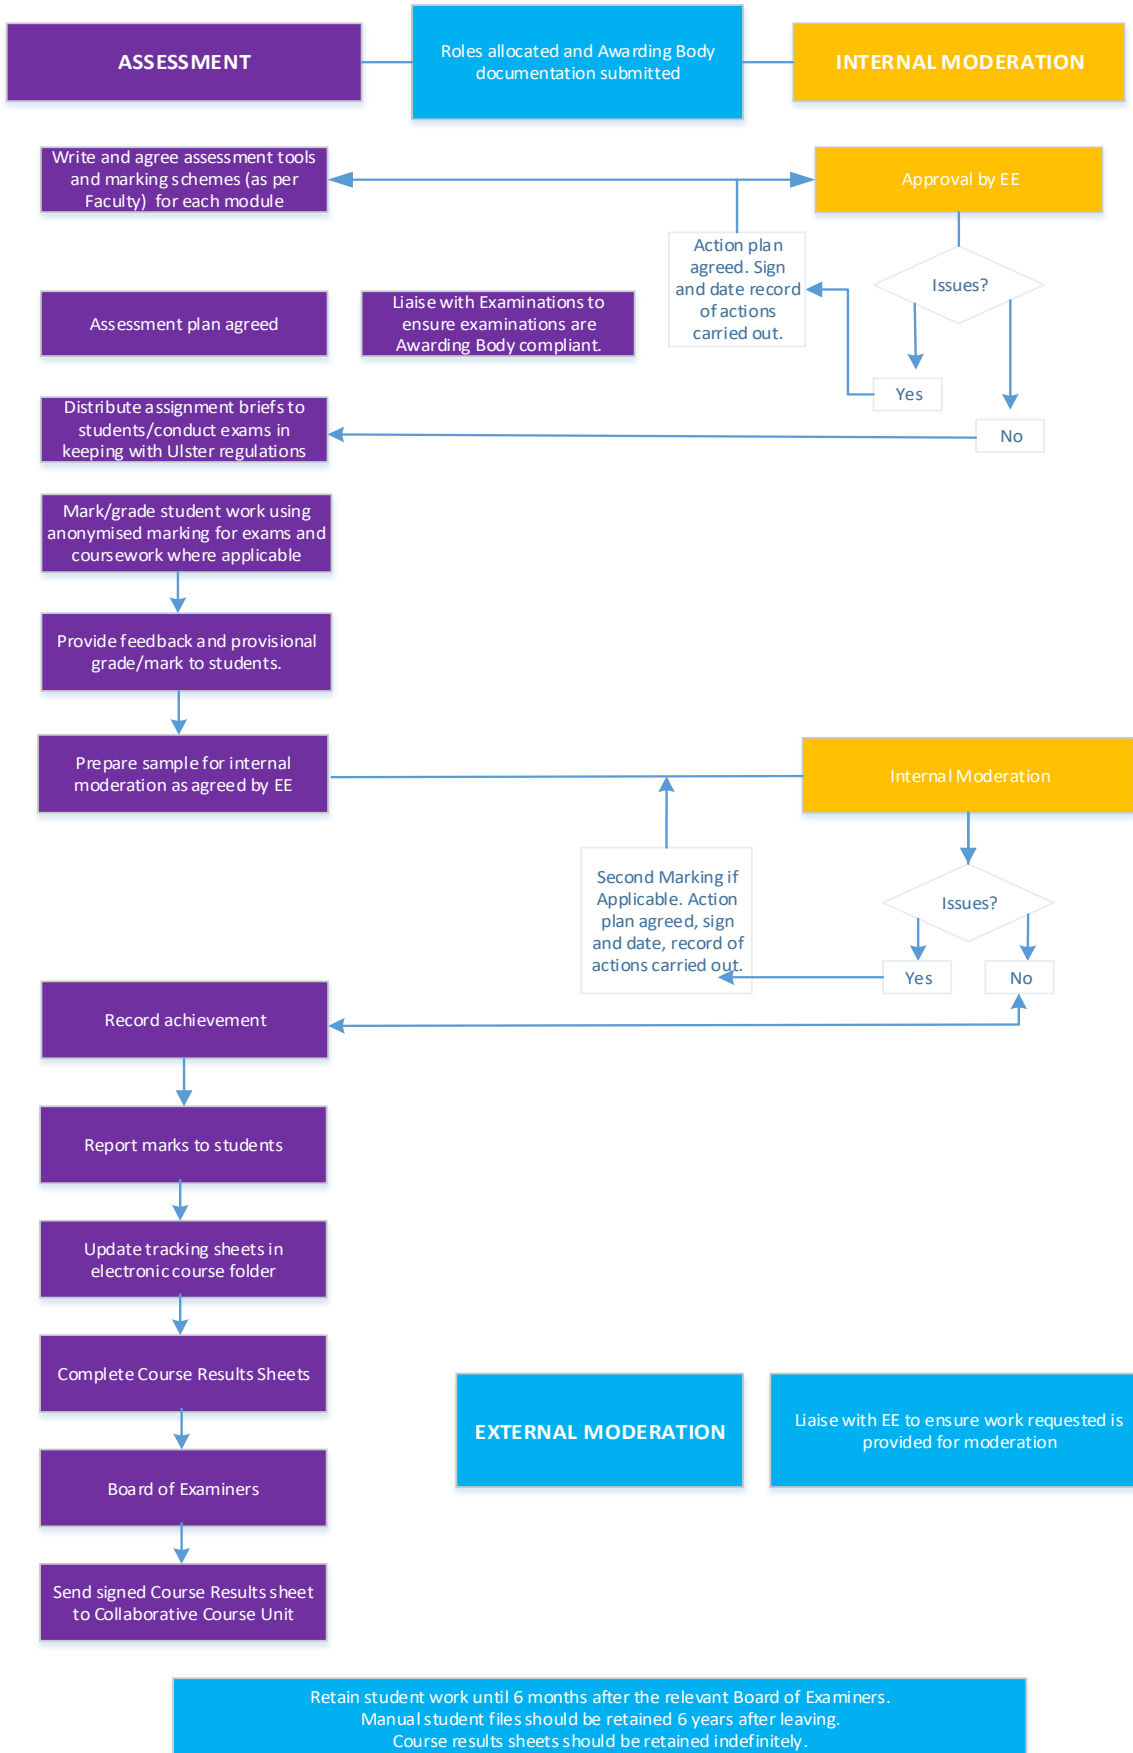 ASSESSMENT
Roles allocated and Awarding Body
documentation submitted
INTERNAL MODERATION
Write and agree assessment tools
and marking schemes (as per
Faculty) for each module
Approval by EE
Action plan
agreed. Sign
and date record
of actions
carried out.
Issues?
Assessment plan agreed
Liaise with Examinations to
ensure examinations are
Awarding Body compliant.
Yes
Distribute assignment briefs to
students/conduct exams in
keeping with Ulster regulations
No
Mark/grade student work using
anonymised marking for exams and
coursework where applicable
Provide feedback and provisional
grade/mark to students.
Prepare sample for internal
moderation as agreed by EE
Internal Moderation
Second Marking if
Applicable. Action
plan agreed, sign
and date, record of
actions carried out.
Issues?
Yes
No
Record achievement
Report marks to students
Update tracking sheets in
electronic course folder
Complete Course Results Sheets
EXTERNAL MODERATION
Liaise with EE to ensure work requested is
provided for moderation
Board of Examiners
Send signed Course Results sheet
to Collaborative Course Unit
Retain student work until 6 months after the relevant Board of Examiners.
Manual student files should be retained 6 years after leaving.
Course results sheets should be retained indefinitely.